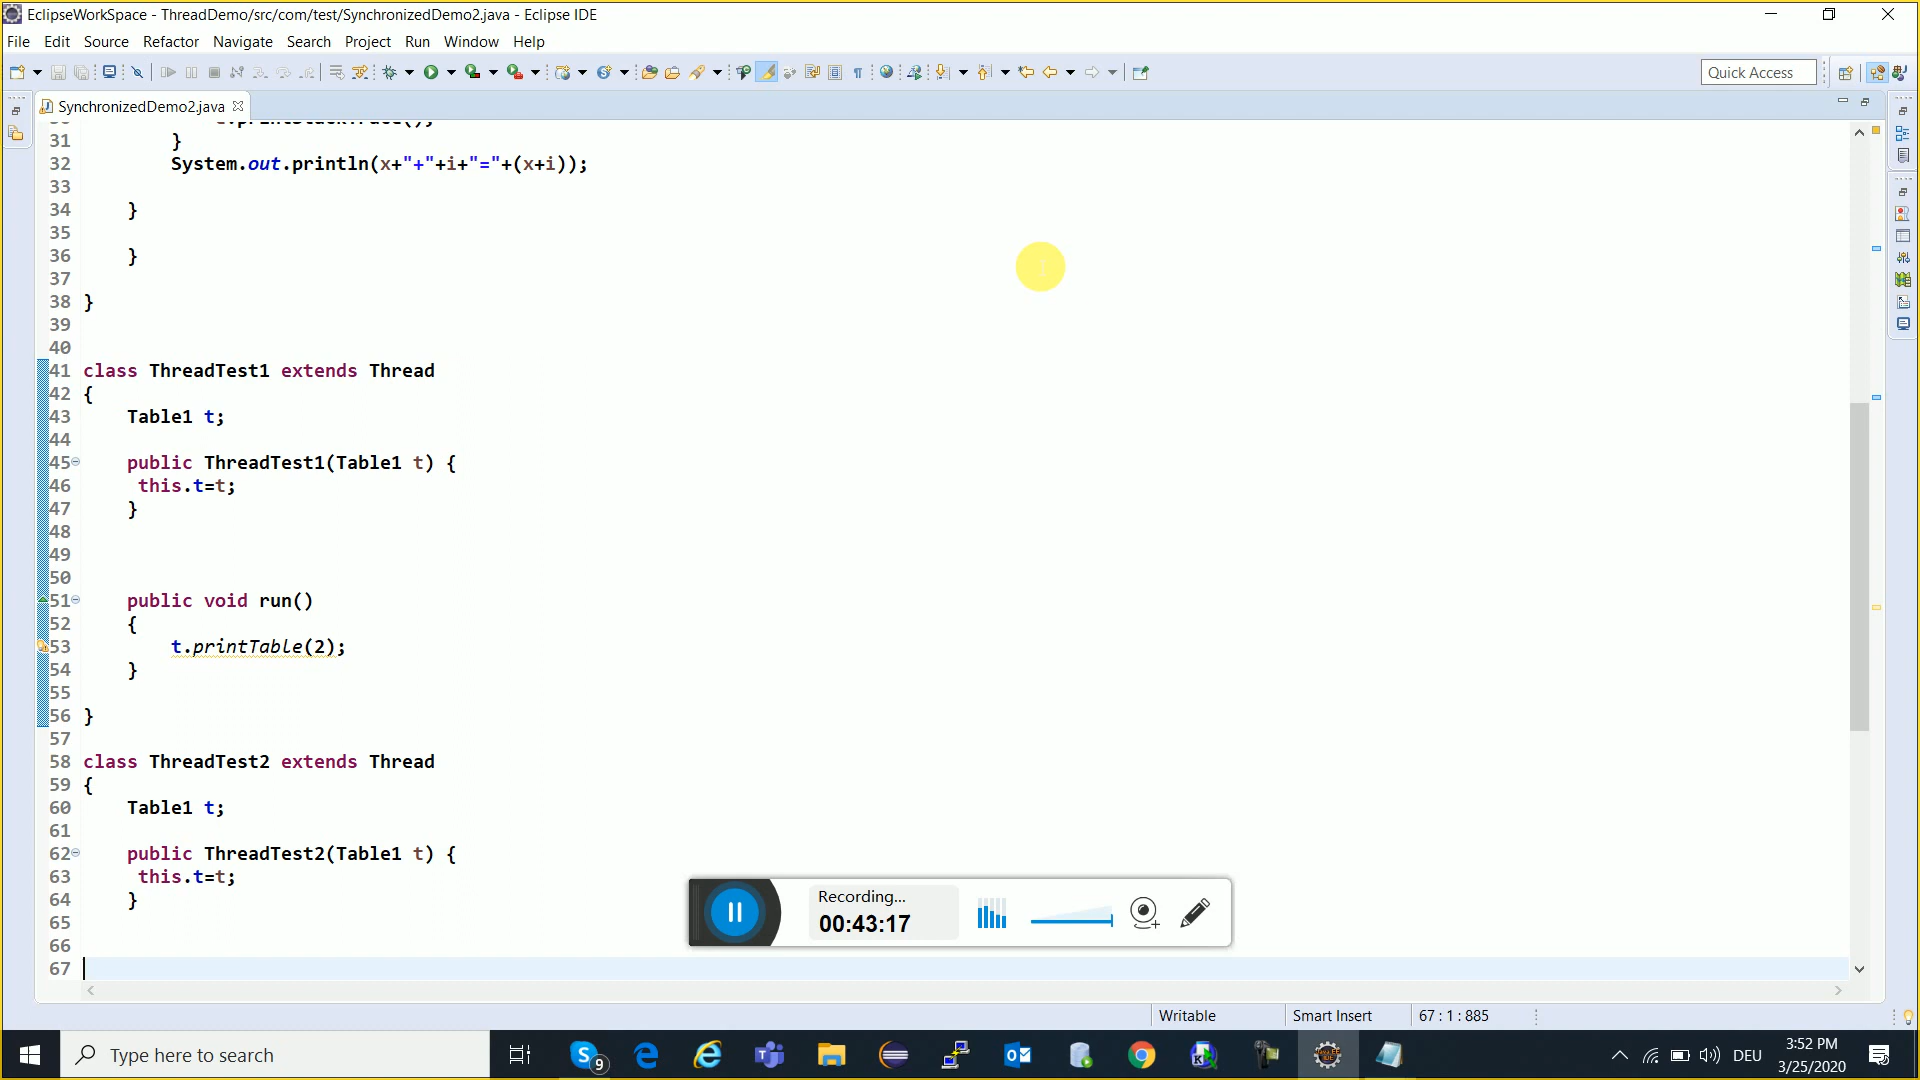 EclipseWorkSpace - ThreadDemo/src/com/test/SynchronizedDemo2.java - Eclipse IDE
File Edit Source Refactor Navigate Search Project Run Window Help
Quick Access
SynchronizedDemo2.java
31 }
32 System.out.println(x+"+"+i+"="+(x+i));
33
34 }
35
36 }
37
38 }
39
40
41 class ThreadTest1 extends Thread
42 {
43 Table1 t;
44
45 public ThreadTest1(Table1 t) {
46 this.t=t;
47 }
48
49
50
51 public void run()
52 {
53 t.printTable(2);
54 }
55
56 }
57
58 class ThreadTest2 extends Thread
59 {
60 Table1 t;
61
62 public ThreadTest2(Table1 t) {
63 this.t=t;
64 }
65
66
67
Recording...
00:43:17
Writable Smart Insert 67 : 1 : 885
Type here to search
9
DEU
3:52 PM
3/25/2020